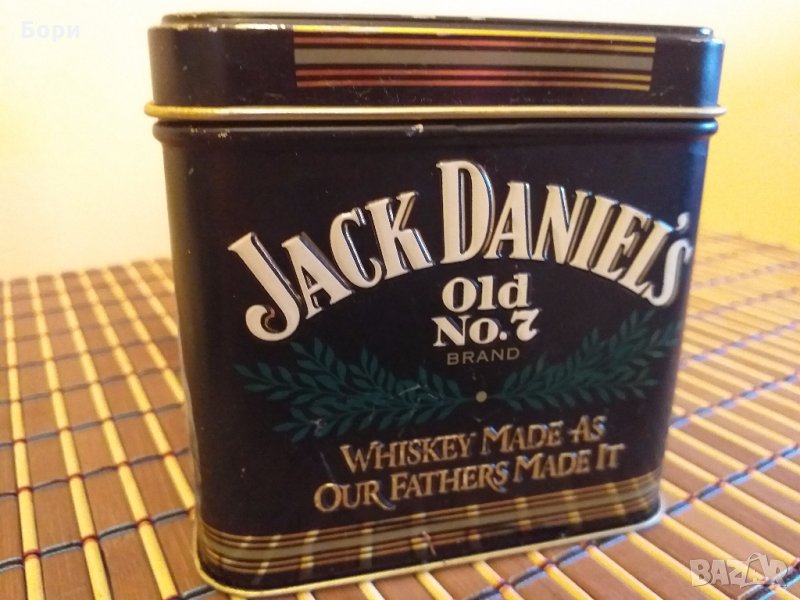 Бори
JACK DANIEL'S
Old
No.7
BRAND
WHISKEY MADE AS
OUR FATHERS MADE IT
BAZAR